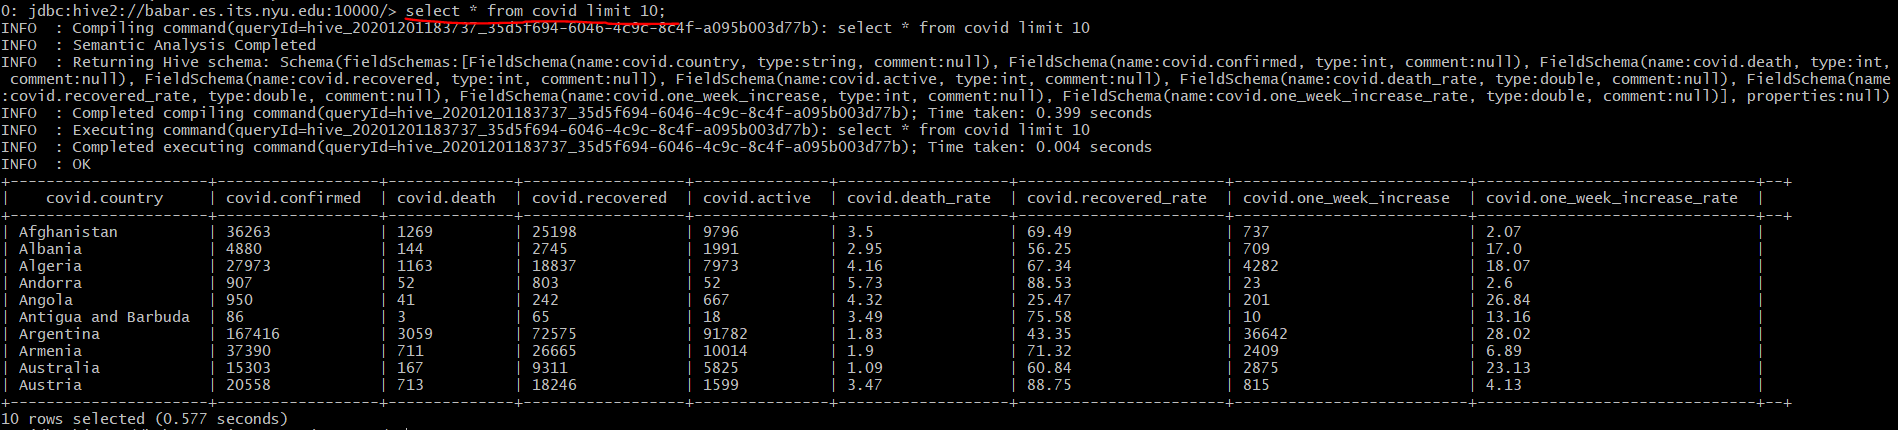 0: jdbc:hive2://babar.es.its.nyu.edu:10000/> select * from covid limit 10;
INFO  : Compiling command(queryId=hive_20201201183737_35d5f694-6046-4c9c-8c4f-a095b003d77b): select * from covid limit 10
INFO  : Semantic Analysis Completed
INFO  : Returning Hive schema: Schema(fieldSchemas:[FieldSchema(name:covid.country, type:string, comment:null), FieldSchema(name:covid.confirmed, type:int, comment:null), FieldSchema(name:covid.death, type:int,
 comment:null), FieldSchema(name:covid.recovered, type:int, comment:null), FieldSchema(name:covid.active, type:int, comment:null), FieldSchema(name:covid.death_rate, type:double, comment:null), FieldSchema(name
:covid.recovered_rate, type:double, comment:null), FieldSchema(name:covid.one_week_increase, type:int, comment:null), FieldSchema(name:covid.one_week_increase_rate, type:double, comment:null)], properties:null)
INFO  : Completed compiling command(queryId=hive_20201201183737_35d5f694-6046-4c9c-8c4f-a095b003d77b); Time taken: 0.399 seconds
INFO  : Executing command(queryId=hive_20201201183737_35d5f694-6046-4c9c-8c4f-a095b003d77b): select * from covid limit 10
INFO  : Completed executing command(queryId=hive_20201201183737_35d5f694-6046-4c9c-8c4f-a095b003d77b); Time taken: 0.004 seconds
INFO  : OK
| covid.country | covid.confirmed | covid.death | covid.recovered | covid.active | covid.death_rate | covid.recovered_rate | covid.one_week_increase | covid.one_week_increase_rate |
| Afghanistan | 36263 | 1269 | 25198 | 9796 | 3.5 | 69.49 | 737 | 2.07 |
| Albania | 4880 | 144 | 2745 | 1991 | 2.95 | 56.25 | 709 | 17.0 |
| Algeria | 27973 | 1163 | 18837 | 7973 | 4.16 | 67.34 | 4282 | 18.07 |
| Andorra | 907 | 52 | 803 | 52 | 5.73 | 88.53 | 23 | 2.6 |
| Angola | 950 | 41 | 242 | 667 | 4.32 | 25.47 | 201 | 26.84 |
| Antigua and Barbuda | 86 | 3 | 65 | 18 | 3.49 | 75.58 | 10 | 13.16 |
| Argentina | 167416 | 3059 | 72575 | 91782 | 1.83 | 43.35 | 36642 | 28.02 |
| Armenia | 37390 | 711 | 26665 | 10014 | 1.9 | 71.32 | 2409 | 6.89 |
| Australia | 15303 | 167 | 9311 | 5825 | 1.09 | 60.84 | 2875 | 23.13 |
| Austria | 20558 | 713 | 18246 | 1599 | 3.47 | 88.75 | 815 | 4.13 |
10 rows selected (0.577 seconds)